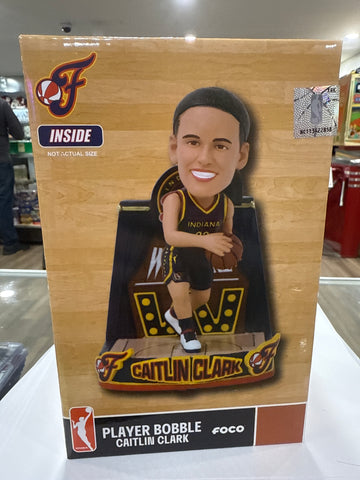 INSIDE
NOT ACTUAL SIZE
INDIANA
CAITLIN CLARK
PLAYER BOBBLE
CAITLIN CLARK
FOCO